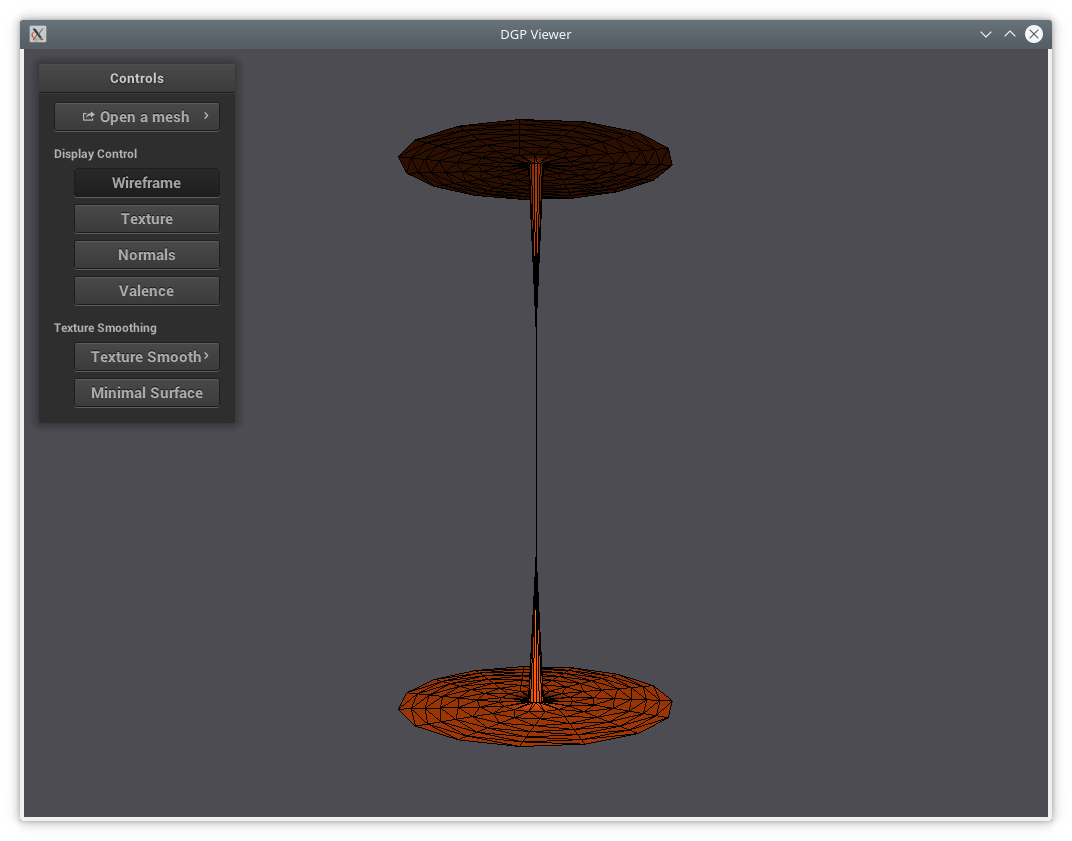 DGP Viewer
Controls
Open a mesh
Display Control
Wireframe
Texture
Normals
Valence
Texture Smoothing
Texture Smooth
Minimal Surface